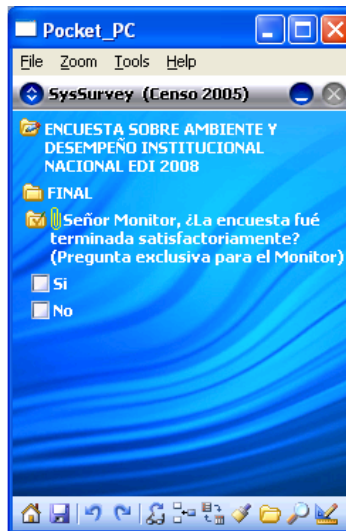 Pocket_PC
File Zoom Tools Help
SysSurvey (Censo 2005)
ENCUESTA SOBRE AMBIENTE Y
DESEMPEÑO INSTITUCIONAL
NACIONAL EDI 2008
FINAL
Señor Monitor, ¿La encuesta fué
terminada satisfactoriamente?
(Pregunta exclusiva para el Monitor)
Si
No